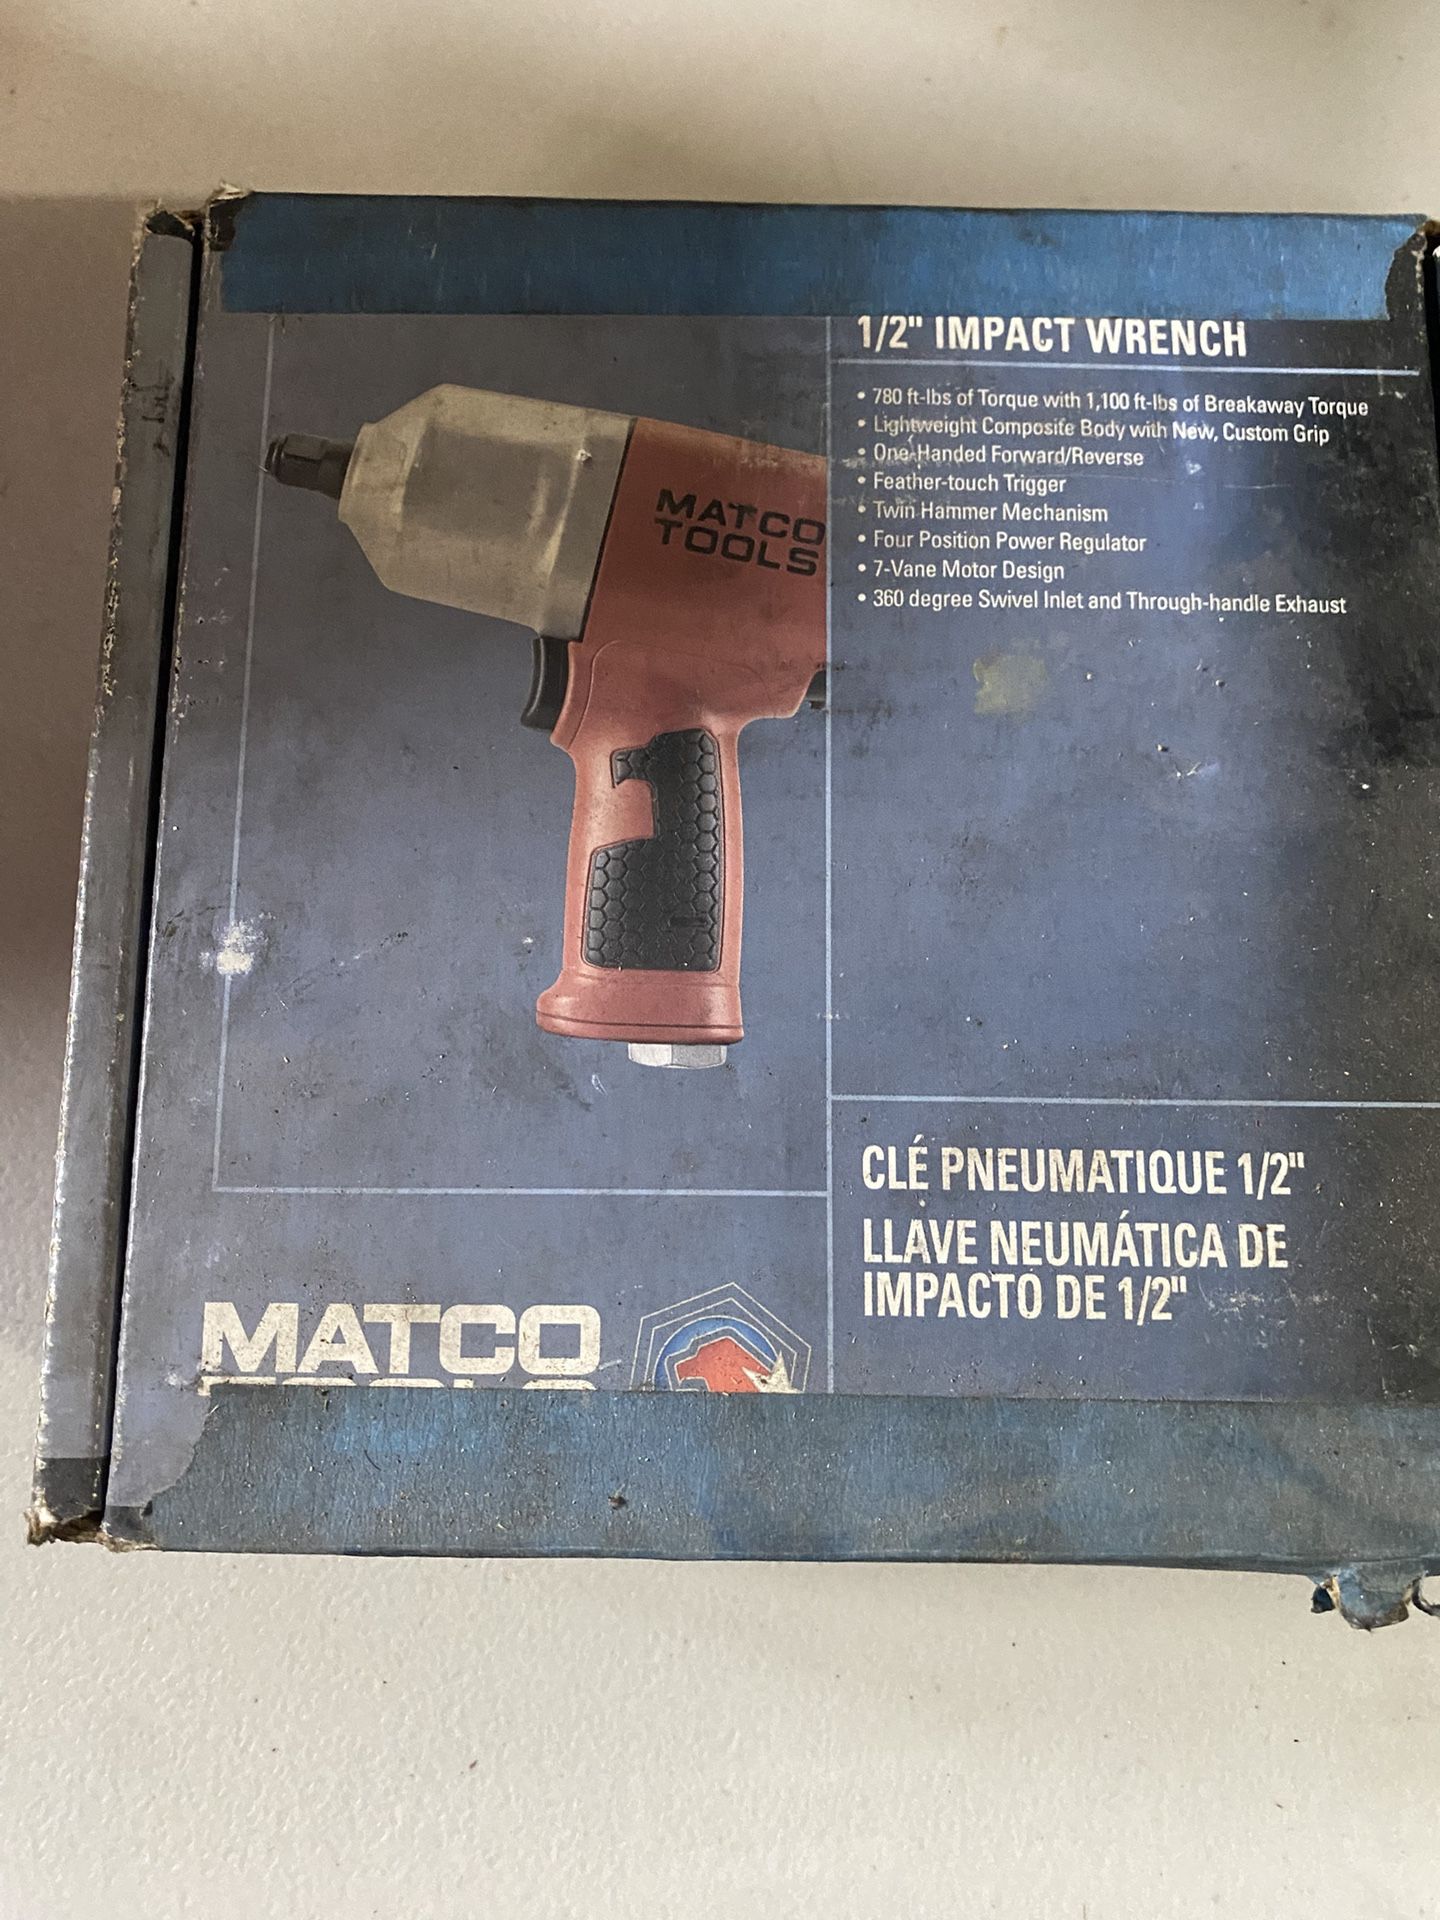 1/2" IMPACT WRENCH
• 780 ft-lbs of Torque with 1,100 ft-lbs of Breakaway Torque
• Lightweight Composite Body with New, Custom Grip
• One-Handed Forward/Reverse
• Feather-touch Trigger
• Twin Hammer Mechanism
• Four Position Power Regulator
• 7-Vane Motor Design
• 360 degree Swivel Inlet and Through-handle Exhaust
MATCO
TOOLS
CLÉ PNEUMATIQUE 1/2"
LLAVE NEUMÁTICA DE
IMPACTO DE 1/2"
MATCO